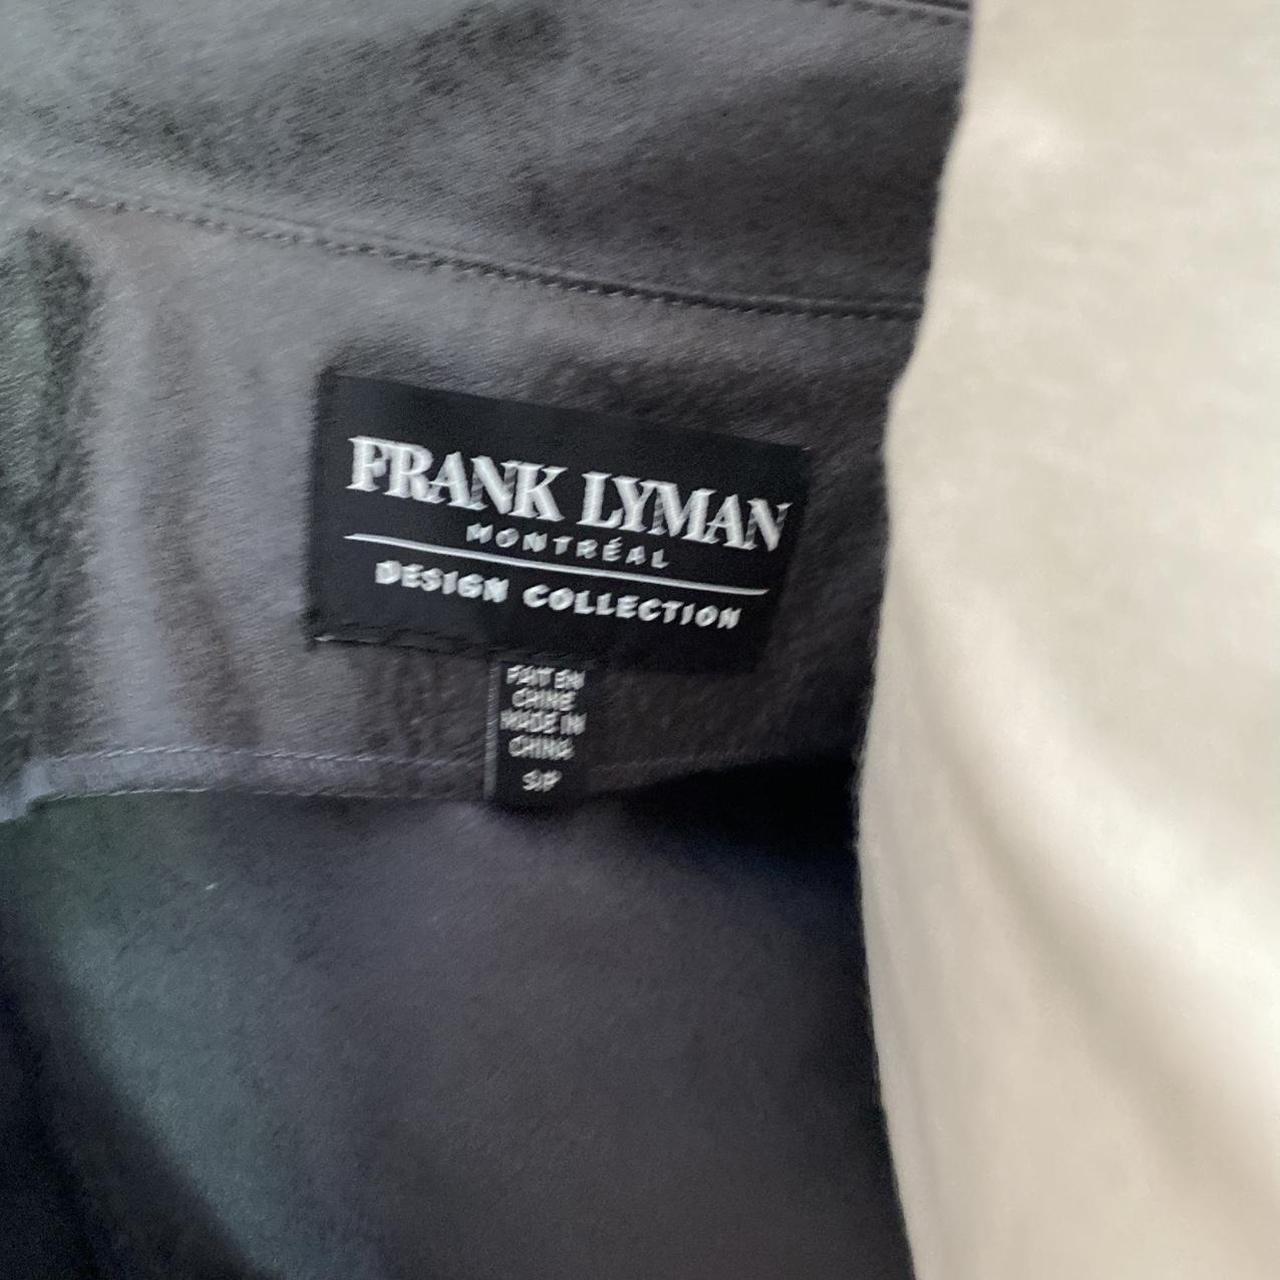 FRANK LYMAN
MONTRÉAL
DESIGN COLLECTION
FAIT EN
CHINE
MADE IN
CHINA
S/P